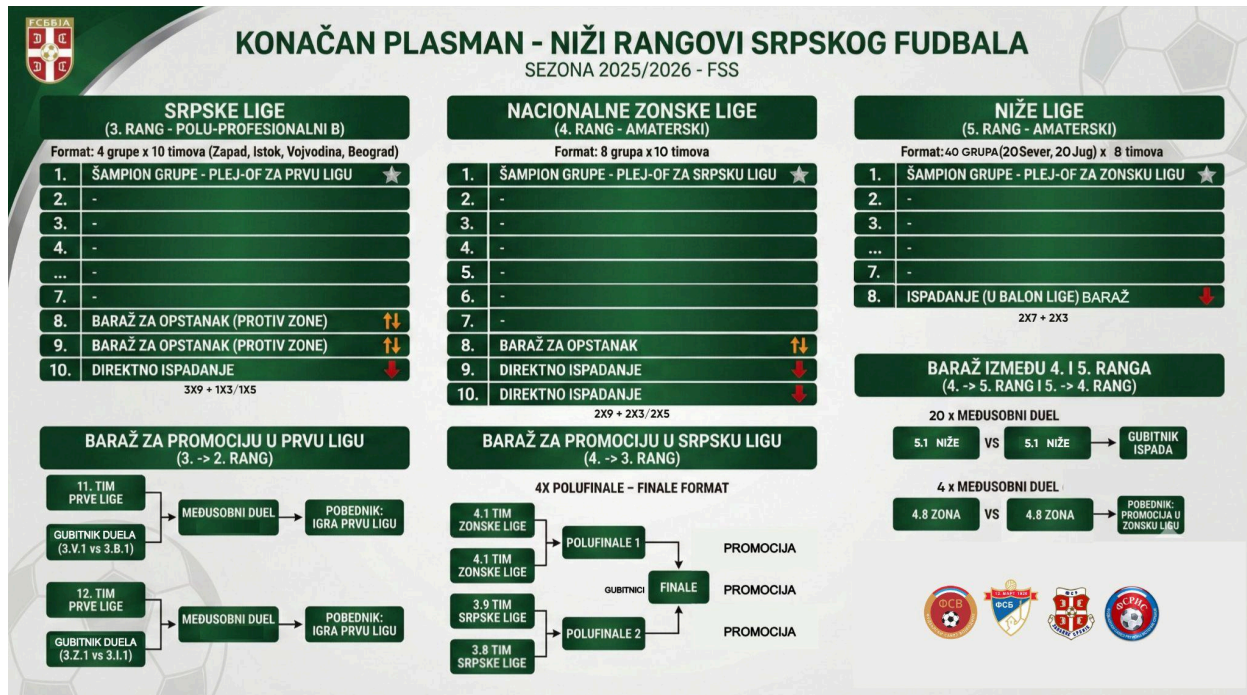 FСББЈА
KONAČAN PLASMAN - NIŽI RANGOVI SRPSKOG FUDBALA
SEZONA 2025/2026 - FSS
SRPSKE LIGE
(3. RANG - POLU-PROFESIONALNI B)
Format: 4 grupe x 10 timova (Zapad, Istok, Vojvodina, Beograd)
1. ŠAMPION GRUPE - PLEJ-OF ZA PRVU LIGU
2. -
3. -
4. -
... -
7. -
8. BARAŽ ZA OPSTANAK (PROTIV ZONE)
9. BARAŽ ZA OPSTANAK (PROTIV ZONE)
10. DIREKTNO ISPADANJE
3X9 + 1X3/1X5
NACIONALNE ZONSKE LIGE
(4. RANG - AMATERSKI)
Format: 8 grupa x 10 timova
1. ŠAMPION GRUPE - PLEJ-OF ZA SRPSKU LIGU
2. -
3. -
4. -
5. -
6. -
7. -
8. BARAŽ ZA OPSTANAK
9. DIREKTNO ISPADANJE
10. DIREKTNO ISPADANJE
2X9 + 2X3/2X5
NIŽE LIGE
(5. RANG - AMATERSKI)
Format: 40 GRUPA (20Sever, 20Jug) x 8 timova
1. ŠAMPION GRUPE - PLEJ-OF ZA ZONSKU LIGU
2. -
3. -
... -
7. -
8. ISPADANJE (U BALON LIGE) BARAŽ
2X7 + 2X3
BARAŽ ZA PROMOCIJU U PRVU LIGU
(3. -> 2. RANG)
11. TIM
PRVE LIGE
GUBITNIK DUELA
(3.V.1 vs 3.B.1)
MEĐUSOBNI DUEL
POBEDNIK:
IGRA PRVU LIGU
12. TIM
PRVE LIGE
GUBITNIK DUELA
(3.Z.1 vs 3.I.1)
MEĐUSOBNI DUEL
POBEDNIK:
IGRA PRVU LIGU
BARAŽ ZA PROMOCIJU U SRPSKU LIGU
(4. -> 3. RANG)
4X POLUFINALE – FINALE FORMAT
4.1 TIM
ZONSKE LIGE
4.1 TIM
ZONSKE LIGE
POLUFINALE 1
3.9 TIM
SRPSKE LIGE
3.8 TIM
SRPSKE LIGE
POLUFINALE 2
GUBITNICI
FINALE
PROMOCIJA
PROMOCIJA
PROMOCIJA
BARAŽ IZMEĐU 4. I 5. RANGA
(4. -> 5. RANG I 5. -> 4. RANG)
20 x MEĐUSOBNI DUEL
5.1 NIŽE VS 5.1 NIŽE
GUBITNIK
ISPADA
4 x MEĐUSOBNI DUEL
4.8 ZONA VS 4.8 ZONA
POBEDNIK:
PROMOCIJA U
ZONSKU LIGU
ФСВ
ФСБ
ФСРИС